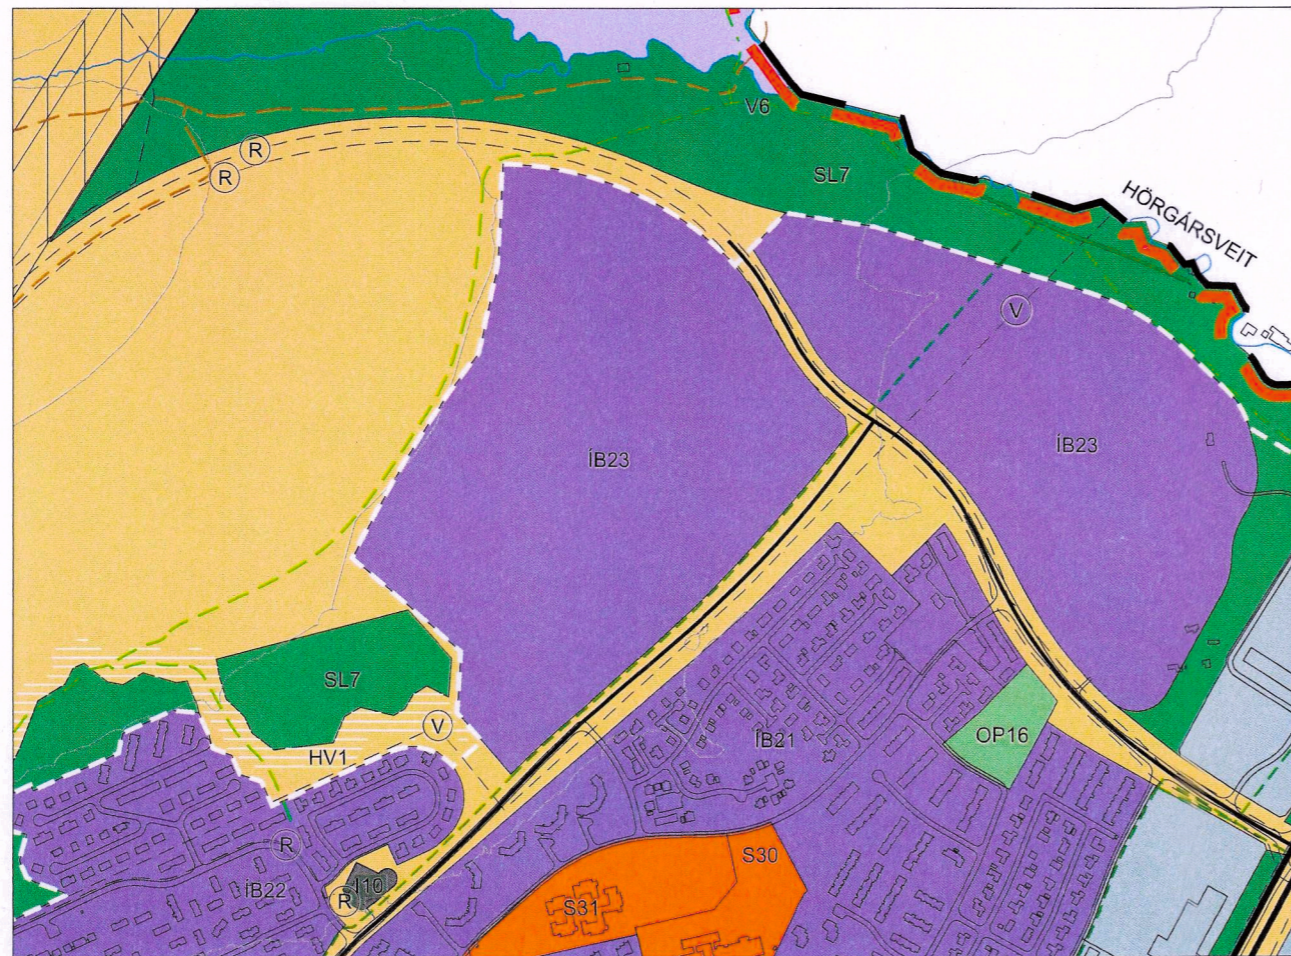 V6
R
R
SL7
HÖRGÁRSVEIT
V
ÍB23
ÍB23
SL7
V
OP16
ÍB21
HV1
R
S30
ÍB22
I10
R
S31